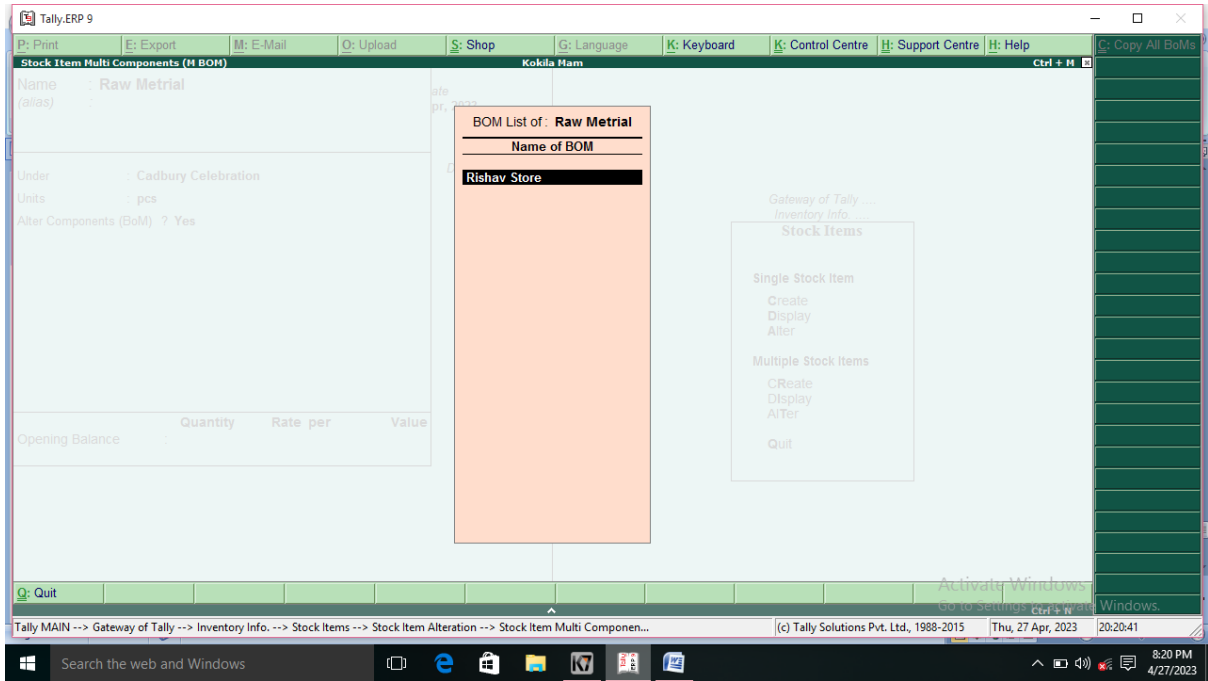 Tally.ERP 9
P: Print E: Export M: E-Mail O: Upload S: Shop G: Language K: Keyboard K: Control Centre H: Support Centre H: Help C: Copy All BoMs
Stock Item Multi Components (M BOM) Kokila Mam Ctrl + M
Name : Raw Metrial
(alias) :
ate
pr, 2023
BOM List of : Raw Metrial
Name of BOM
Rishav Store
Under : Cadbury Celebration
Units : pcs
Alter Components (BoM) ? Yes
Gateway of Tally .....
Inventory Info. .....
Stock Items
Single Stock Item
Create
Display
Alter
Multiple Stock Items
CReate
DIsplay
AlTer
Quit
Quantity Rate per Value
Opening Balance :
Q: Quit
Activate Windows
Go to Settings to activate Windows.
Ctrl + N
Tally MAIN --> Gateway of Tally --> Inventory Info. --> Stock Items --> Stock Item Alteration --> Stock Item Multi Componen... (c) Tally Solutions Pvt. Ltd., 1988-2015 Thu, 27 Apr, 2023 20:20:41
Search the web and Windows
8:20 PM
4/27/2023